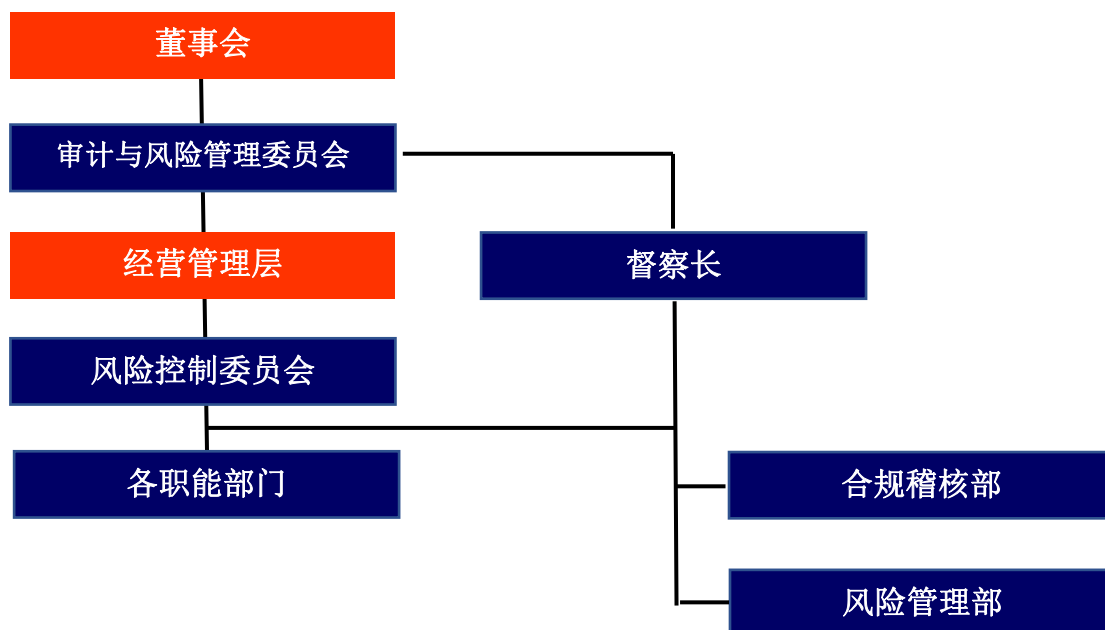 董事会
审计与风险管理委员会
经营管理层
督察长
风险控制委员会
各职能部门
合规稽核部
风险管理部